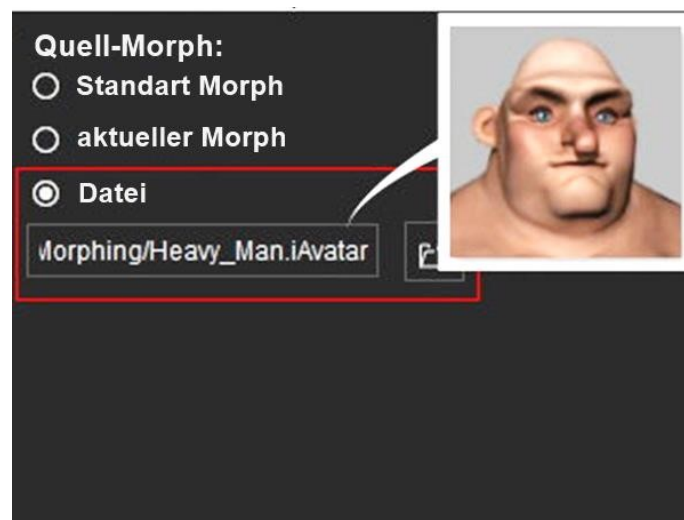 Quell-Morph:
Standart Morph
aktueller Morph
Datei
Morphing/Heavy_Man.iAvatar